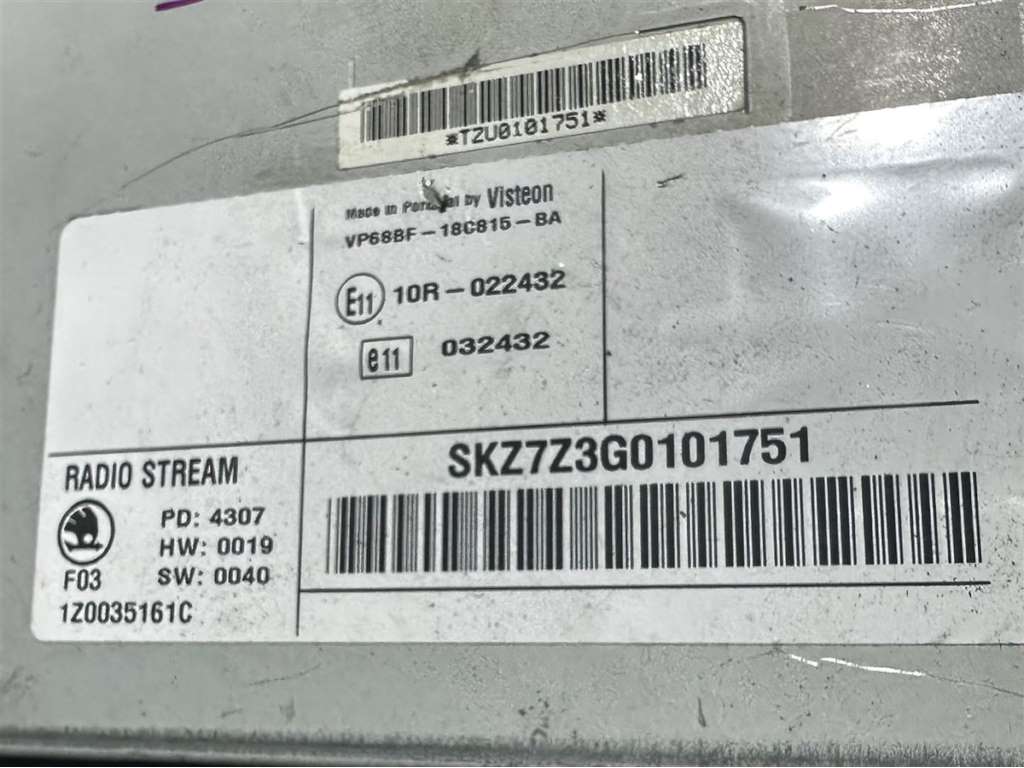 *TZU0101751*
Made in Portugal by Visteon
VP68BF-18C815-BA
E11 10R-022432
e11 032432
SKZ7Z3G0101751
RADIO STREAM
PD: 4307
HW: 0019
F03 SW: 0040
1Z0035161C